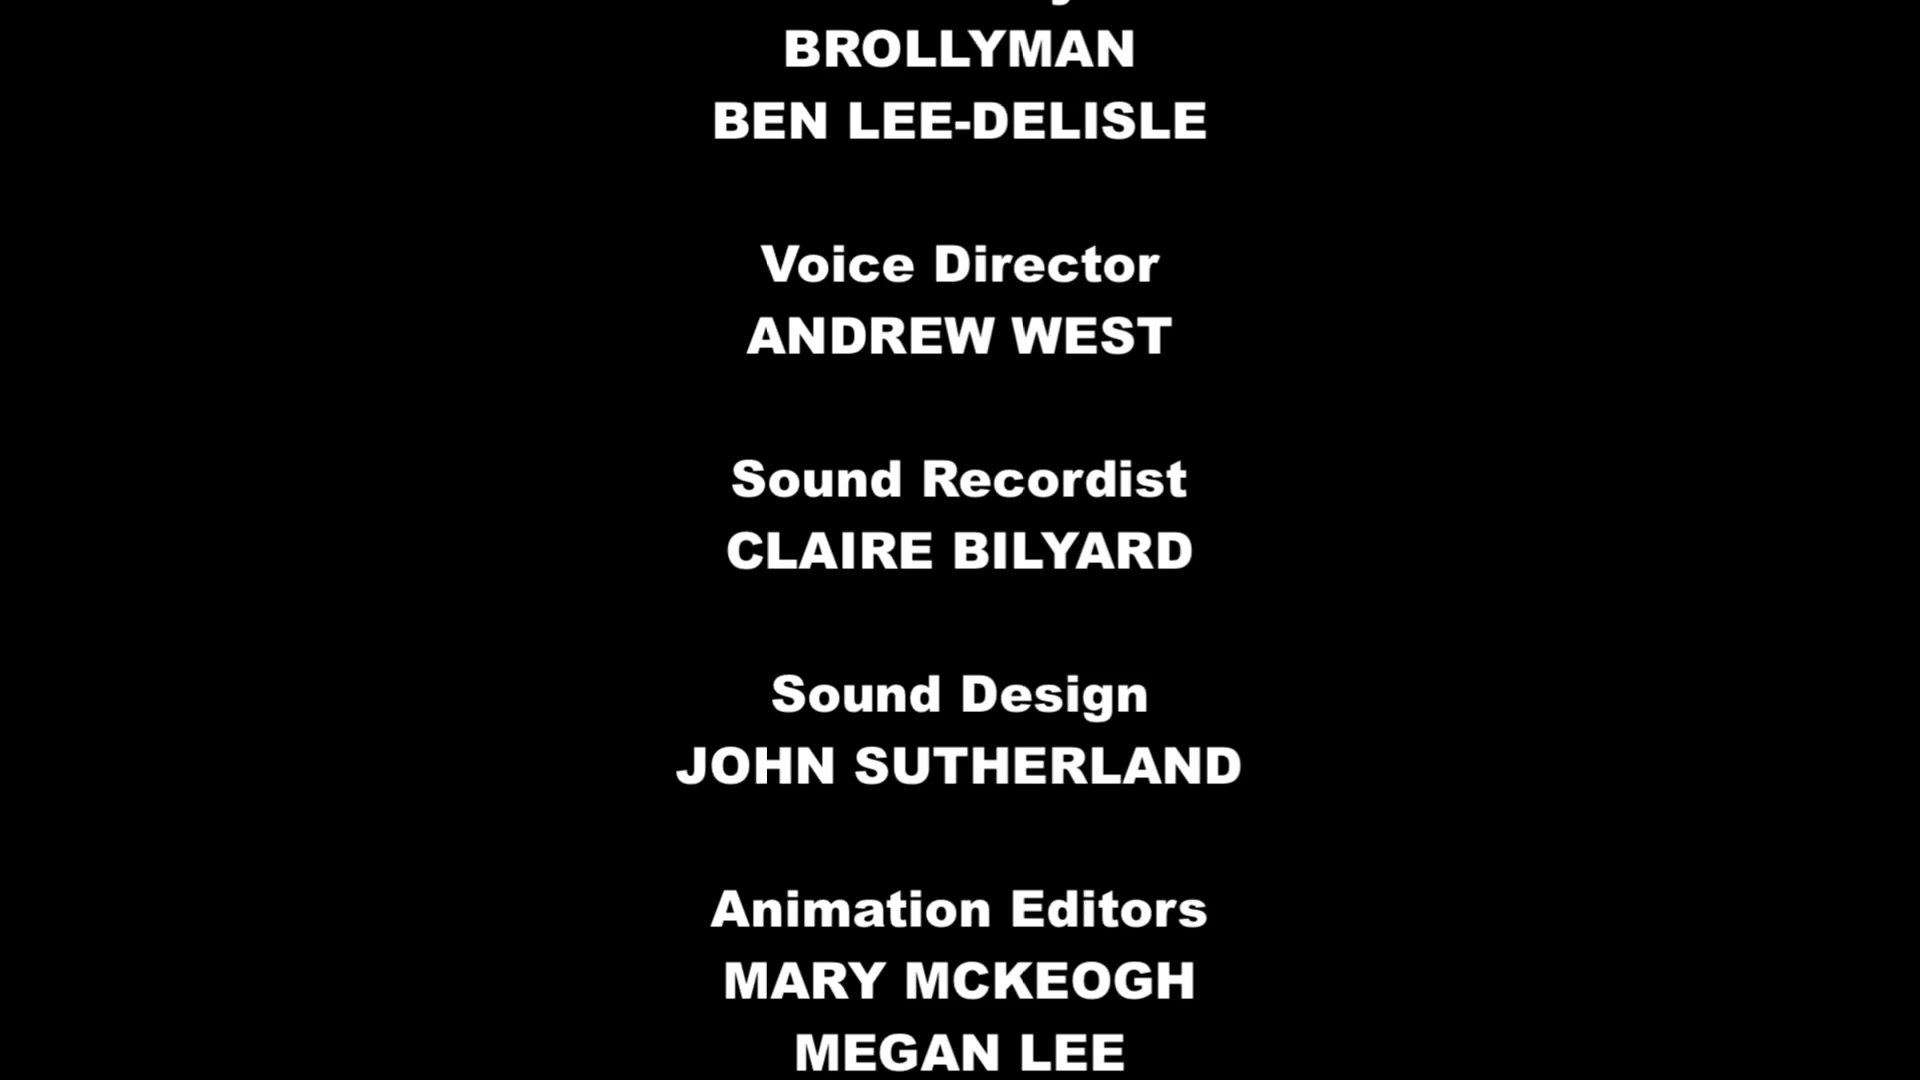 BROLLYMAN
BEN LEE-DELISLE
Voice Director
ANDREW WEST
Sound Recordist
CLAIRE BILYARD
Sound Design
JOHN SUTHERLAND
Animation Editors
MARY MCKEOGH
MEGAN LEE